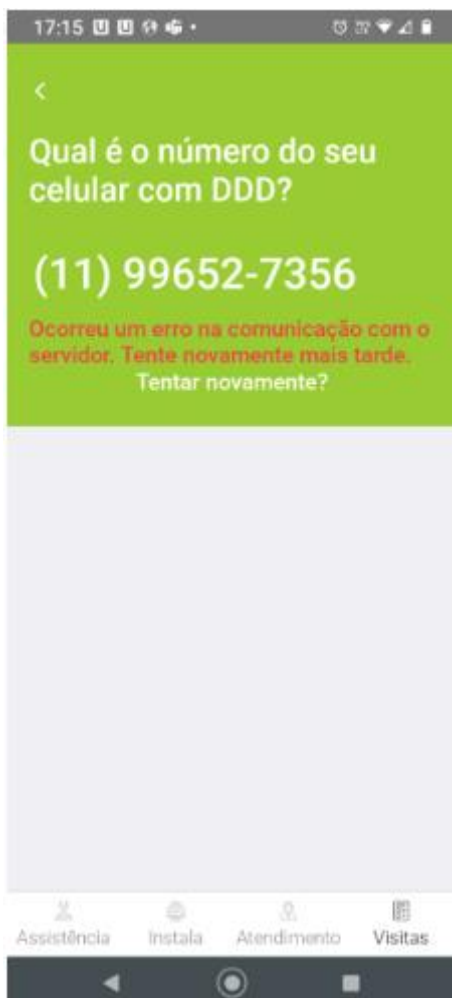 17:15
Qual é o número do seu
celular com DDD?
(11) 99652-7356
Ocorreu um erro na comunicação com o
servidor. Tente novamente mais tarde.
Tentar novamente?
Assistência Instala Atendimento Visitas